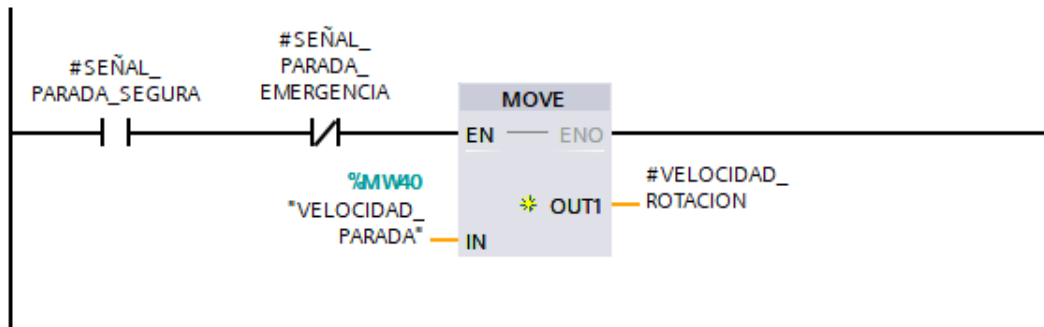 #SEÑAL_
PARADA_SEGURA
#SEÑAL_
PARADA_
EMERGENCIA
MOVE
EN
ENO
%MW40
"VELOCIDAD_
PARADA"
IN
OUT1
#VELOCIDAD_
ROTACION